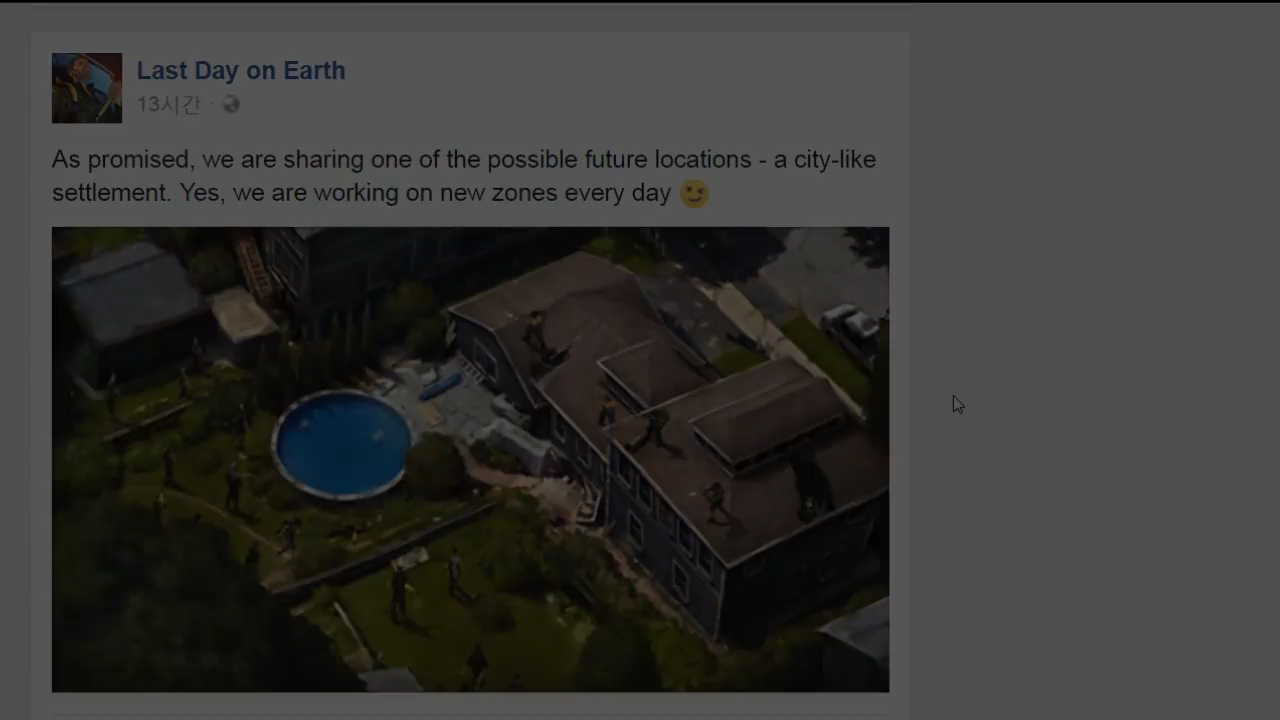 Last Day on Earth
13시간 ·
As promised, we are sharing one of the possible future locations - a city-like
settlement. Yes, we are working on new zones every day